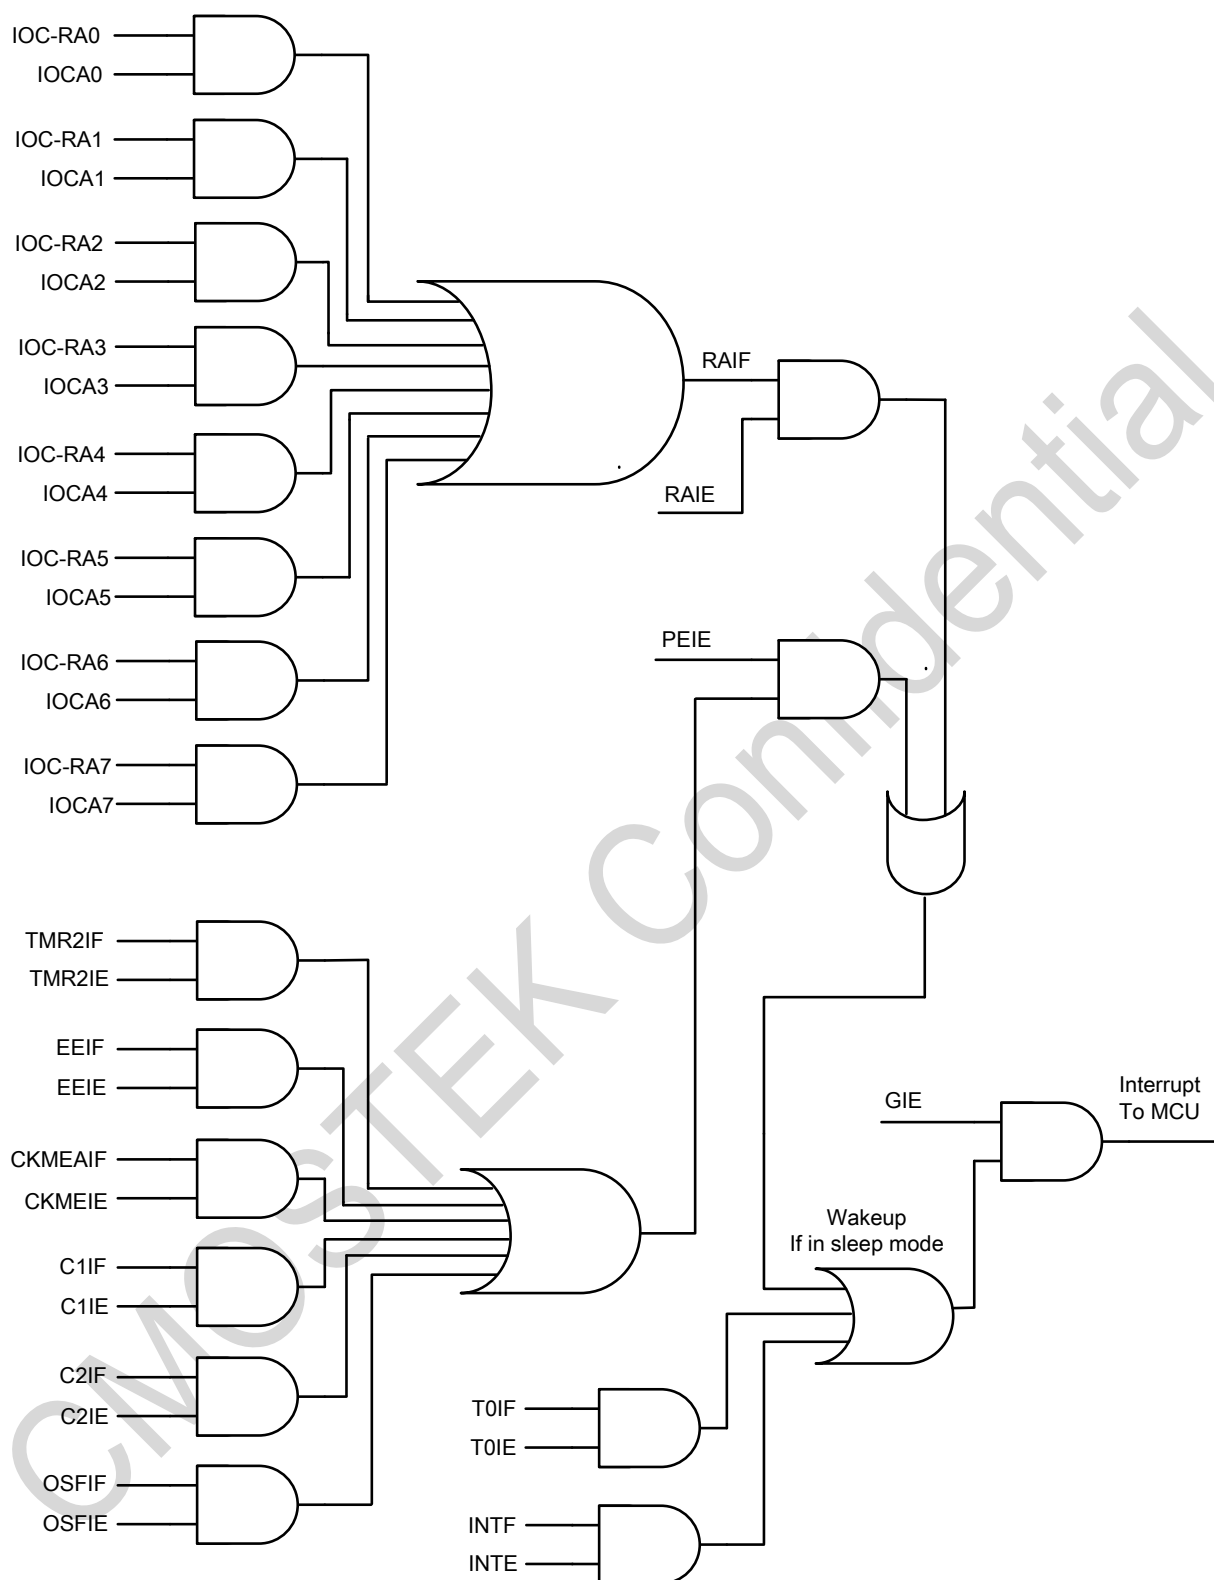 IOC-RA0
IOCA0
IOC-RA1
IOCA1
IOC-RA2
IOCA2
IOC-RA3
IOCA3
IOC-RA4
IOCA4
IOC-RA5
IOCA5
IOC-RA6
IOCA6
IOC-RA7
IOCA7
RAIF
RAIE
PEIE
TMR2IF
TMR2IE
EEIF
EEIE
CKMEAIF
CKMEIE
C1IF
C1IE
C2IF
C2IE
OSFIF
OSFIE
GIE
Interrupt
To MCU
Wakeup
If in sleep mode
T0IF
T0IE
INTF
INTE
CMOSTEK Confidential